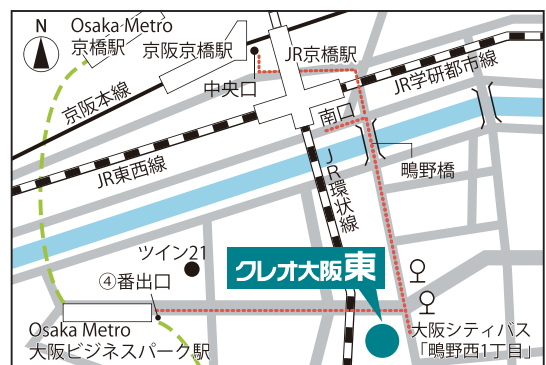 N
Osaka Metro
京橋駅
京阪京橋駅
JR京橋駅
中央口
京阪本線
JR学研都市線
南口
JR東西線
JR環状線
鴫野橋
ツイン21
クレオ大阪東
④番出口
Osaka Metro
大阪ビジネスパーク駅
大阪シティバス
「鴫野西1丁目」